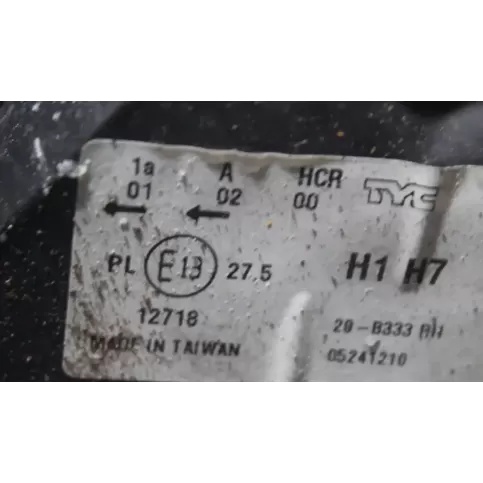 1a A HCR TYC
01 02 00
PL E13 27.5 H1 H7
12718 20-B333 RH
MADE IN TAIWAN 05241210